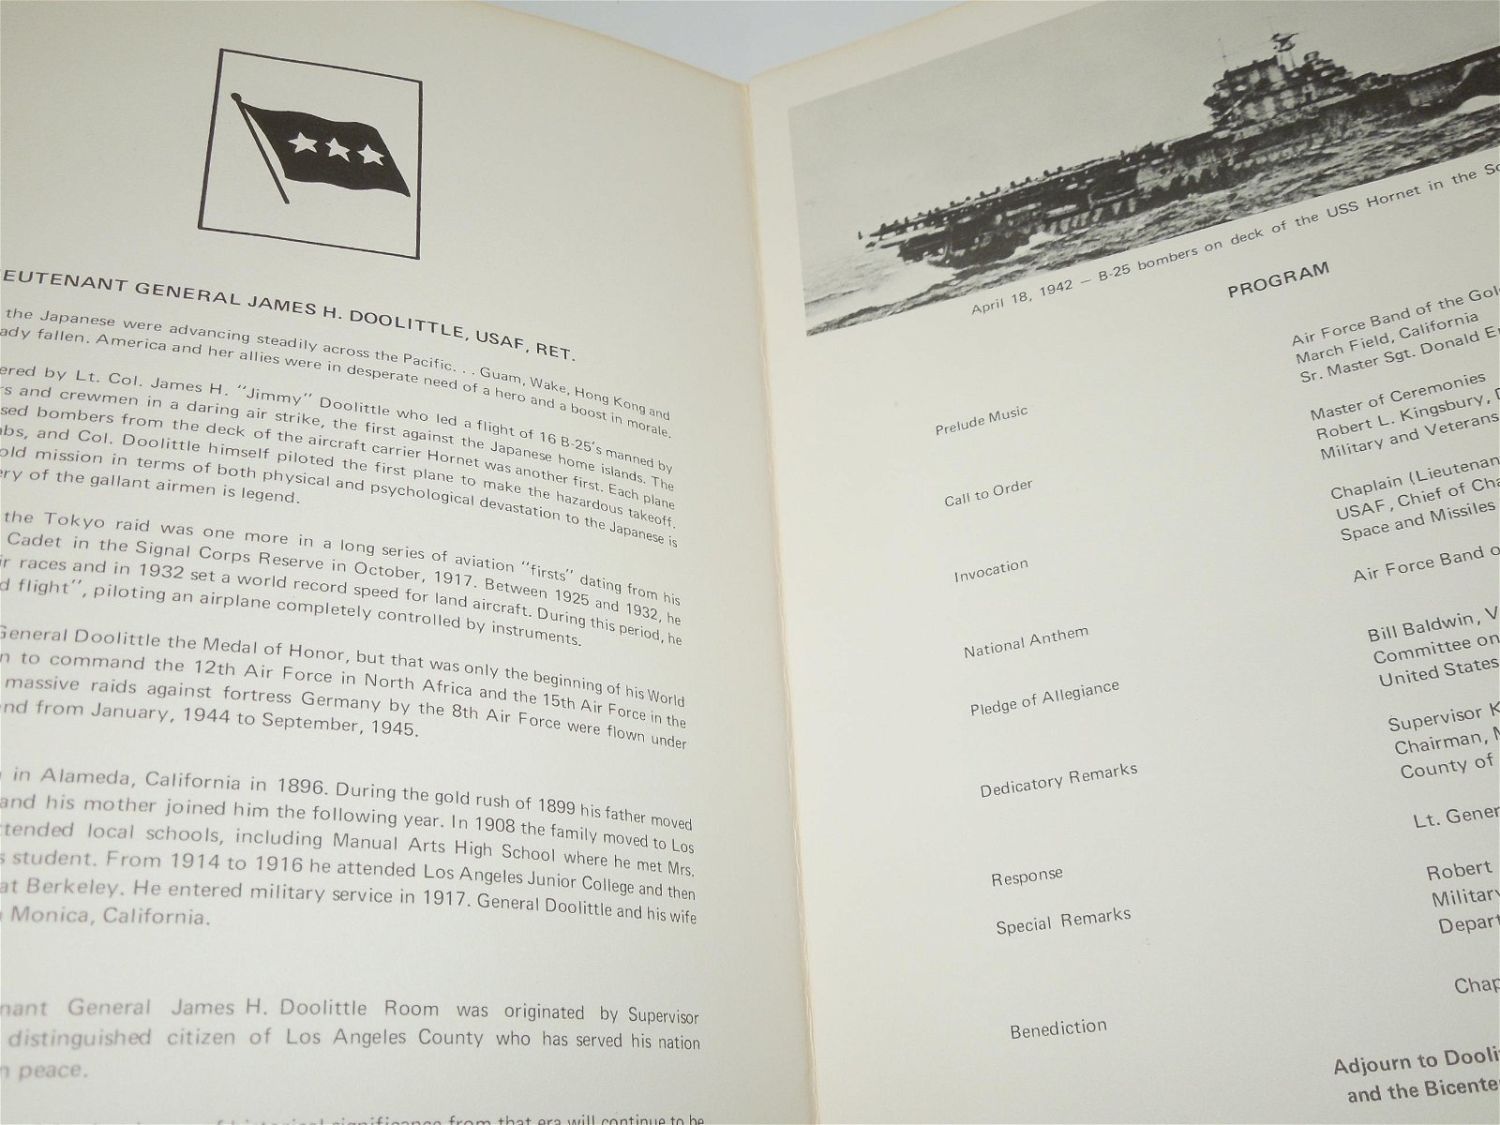 EUTENANT GENERAL JAMES H. DOOLITTLE, USAF, RET.
the Japanese were advancing steadily across the Pacific. . . Guam, Wake, Hong Kong and
ady fallen. America and her allies were in desperate need of a hero and a boost in morale.
ered by Lt. Col. James H. "Jimmy" Doolittle who led a flight of 16 B-25's manned by
rs and crewmen in a daring air strike, the first against the Japanese home islands. The
sed bombers from the deck of the aircraft carrier Hornet was another first. Each plane
bs, and Col. Doolittle himself piloted the first plane to make the hazardous takeoff.
old mission in terms of both physical and psychological devastation to the Japanese is
ery of the gallant airmen is legend.
the Tokyo raid was one more in a long series of aviation "firsts" dating from his
Cadet in the Signal Corps Reserve in October, 1917. Between 1925 and 1932, he
ir races and in 1932 set a world record speed for land aircraft. During this period, he
d flight", piloting an airplane completely controlled by instruments.
General Doolittle the Medal of Honor, but that was only the beginning of his World
n to command the 12th Air Force in North Africa and the 15th Air Force in the
massive raids against fortress Germany by the 8th Air Force were flown under
nd from January, 1944 to September, 1945.
in Alameda, California in 1896. During the gold rush of 1899 his father moved
and his mother joined him the following year. In 1908 the family moved to Los
ttended local schools, including Manual Arts High School where he met Mrs.
s student. From 1914 to 1916 he attended Los Angeles Junior College and then
at Berkeley. He entered military service in 1917. General Doolittle and his wife
Monica, California.
nant General James H. Doolittle Room was originated by Supervisor
distinguished citizen of Los Angeles County who has served his nation
n peace.
of historical significance from that era will continue to be
April 18, 1942 — B-25 bombers on deck of the USS Hornet in the So
PROGRAM
Prelude Music
Air Force Band of the Gol
March Field, California
Sr. Master Sgt. Donald E
Call to Order
Master of Ceremonies
Robert L. Kingsbury, D
Military and Veterans
Invocation
Chaplain (Lieutenan
USAF, Chief of Cha
Space and Missiles
National Anthem
Air Force Band o
Pledge of Allegiance
Bill Baldwin, V
Committee on
United States
Dedicatory Remarks
Supervisor K
Chairman, M
County of
Response
Lt. Gener
Special Remarks
Robert
Military
Depart
Benediction
Chap
Adjourn to Dooli
and the Bicente